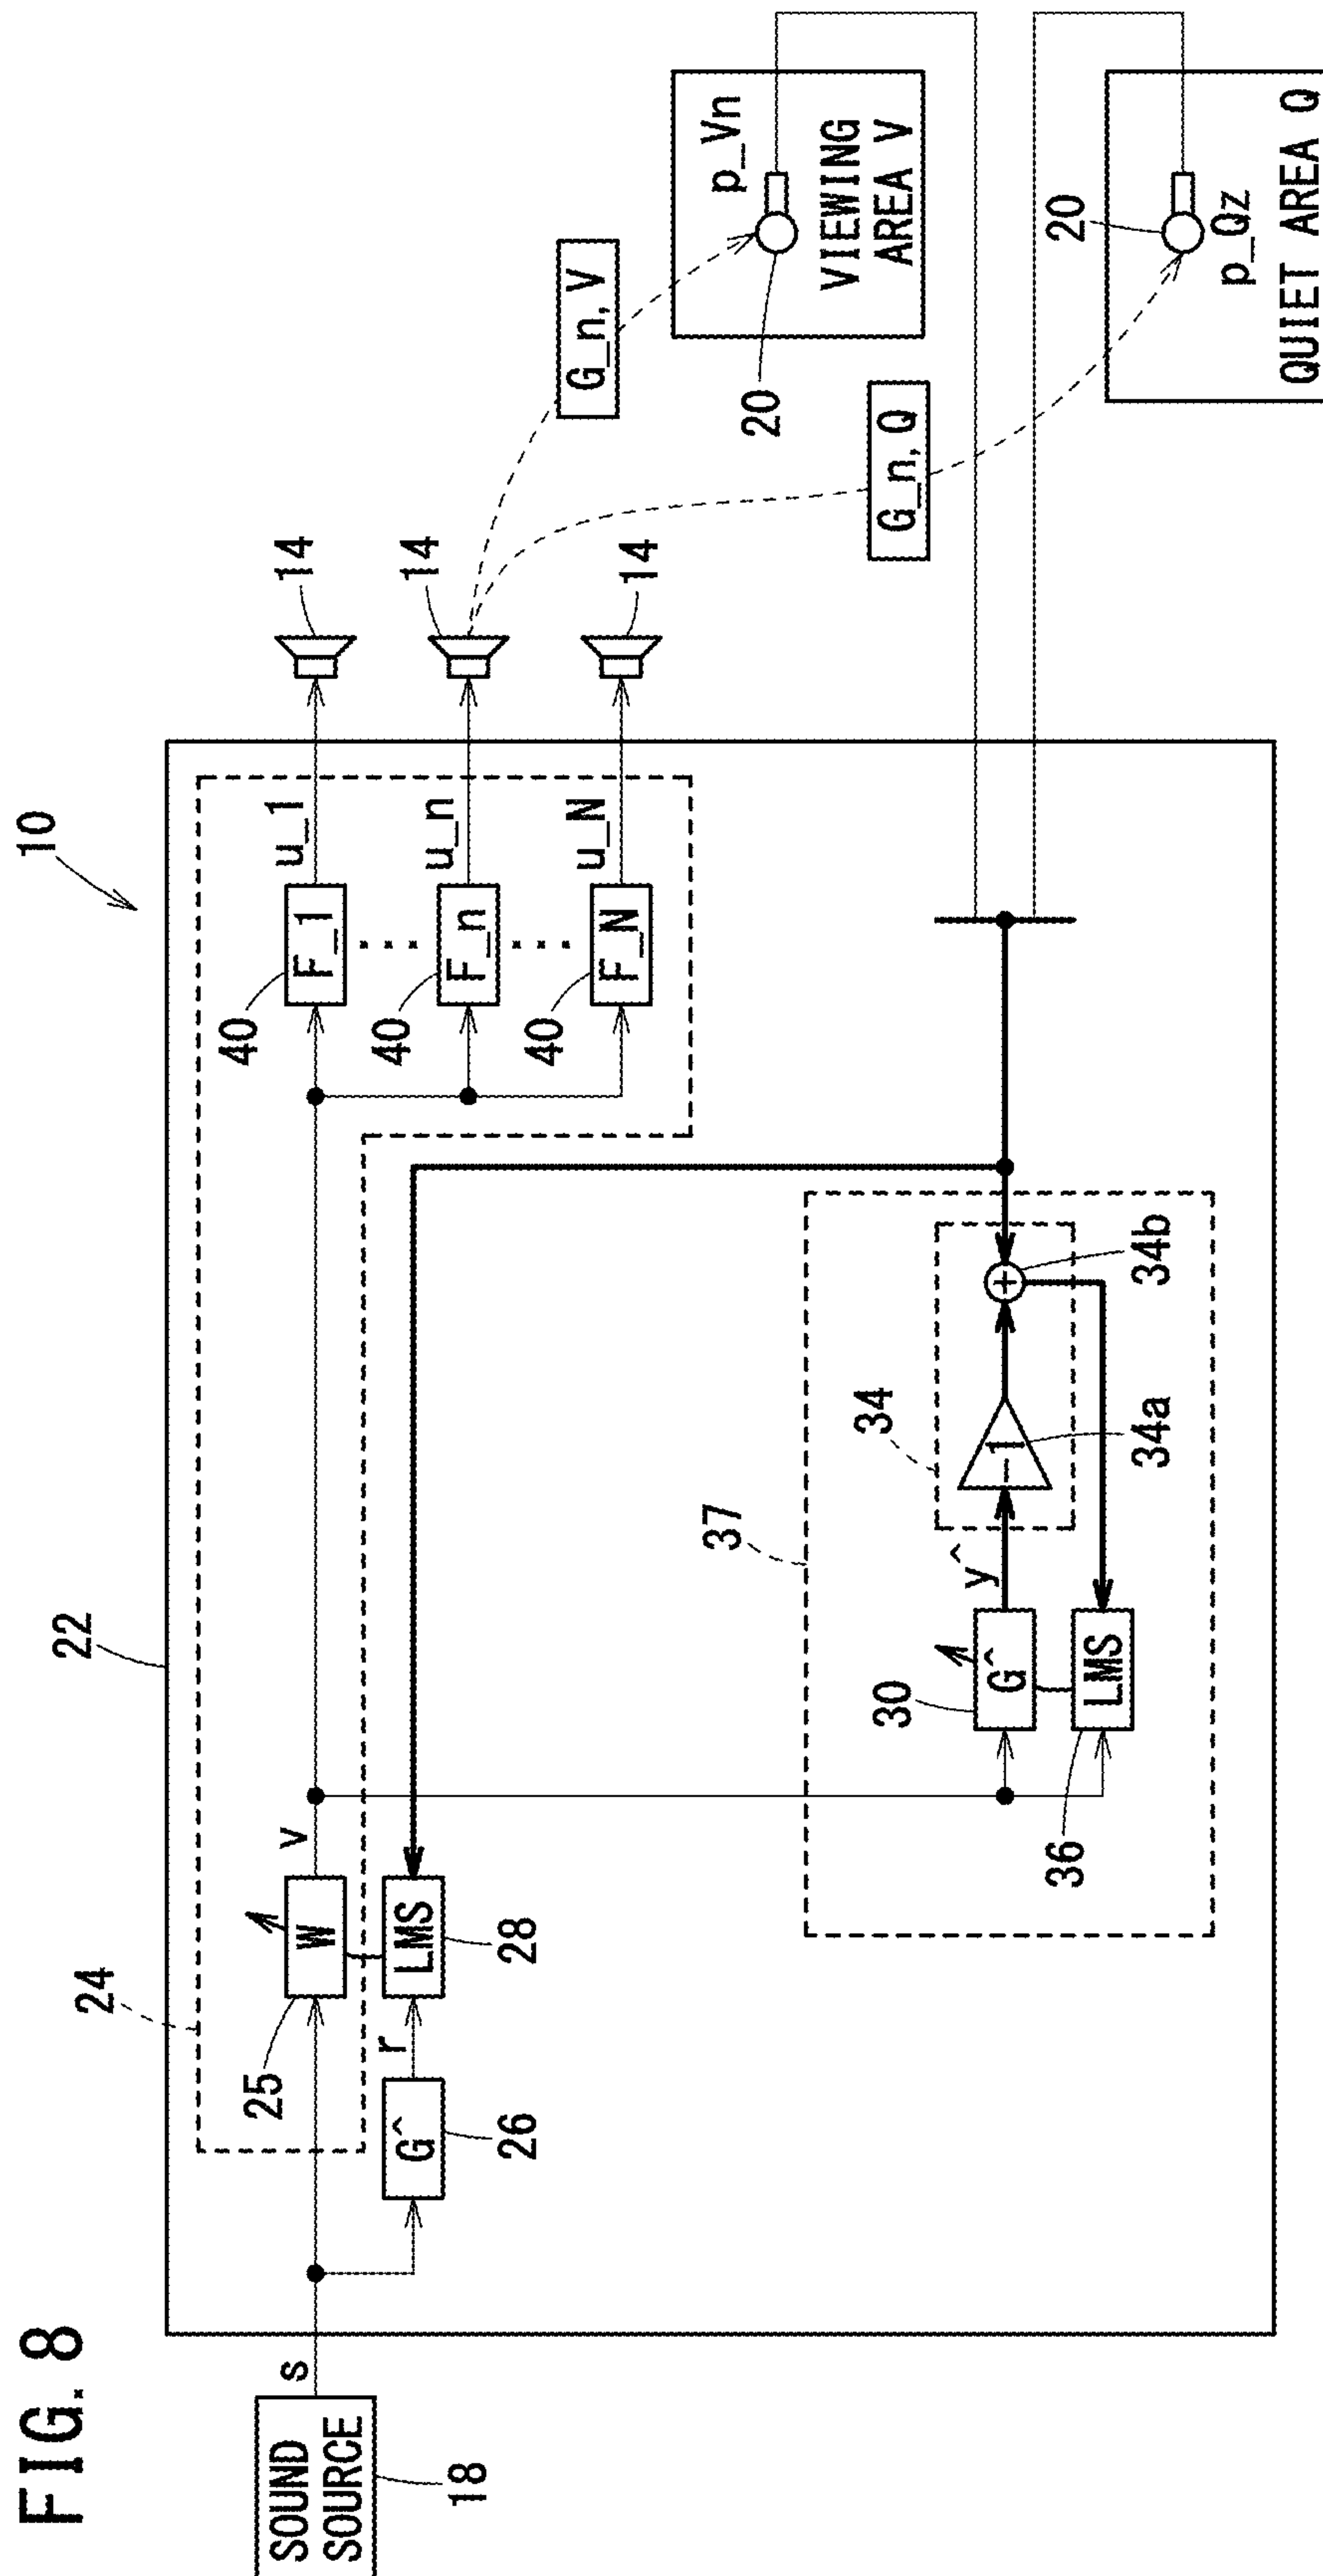 FIG. 8
10
22
24
SOUND
SOURCE
18
s
25
W
v
G^
26
r
LMS
28
40
F_1
u_1
14
40
F_n
u_n
14
40
F_N
u_N
14
G_n, V
p_Vn
20
VIEWING
AREA V
G_n, Q
20
p_Qz
QUIET AREA Q
37
30
G^
y^
34
-1
34a
+
34b
LMS
36